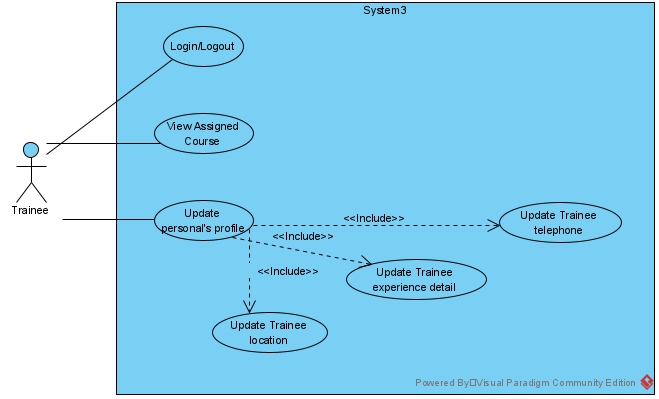 System3
Login/Logout
View Assigned
Course
Trainee
Update
personal's profile
<<Include>>
Update Trainee
telephone
<<Include>>
<<Include>>
Update Trainee
experience detail
Update Trainee
location
Powered By□Visual Paradigm Community Edition